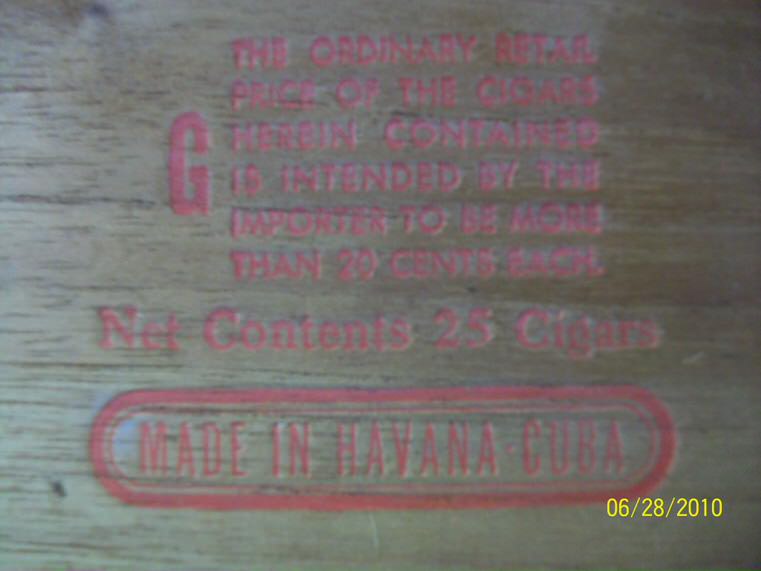 THE ORDINARY RETAIL
PRICE OF THE CIGARS
G HEREIN CONTAINED
IS INTENDED BY THE
IMPORTER TO BE MORE
THAN 20 CENTS EACH.
Net Contents 25 Cigars
MADE IN HAVANA-CUBA
06/28/2010